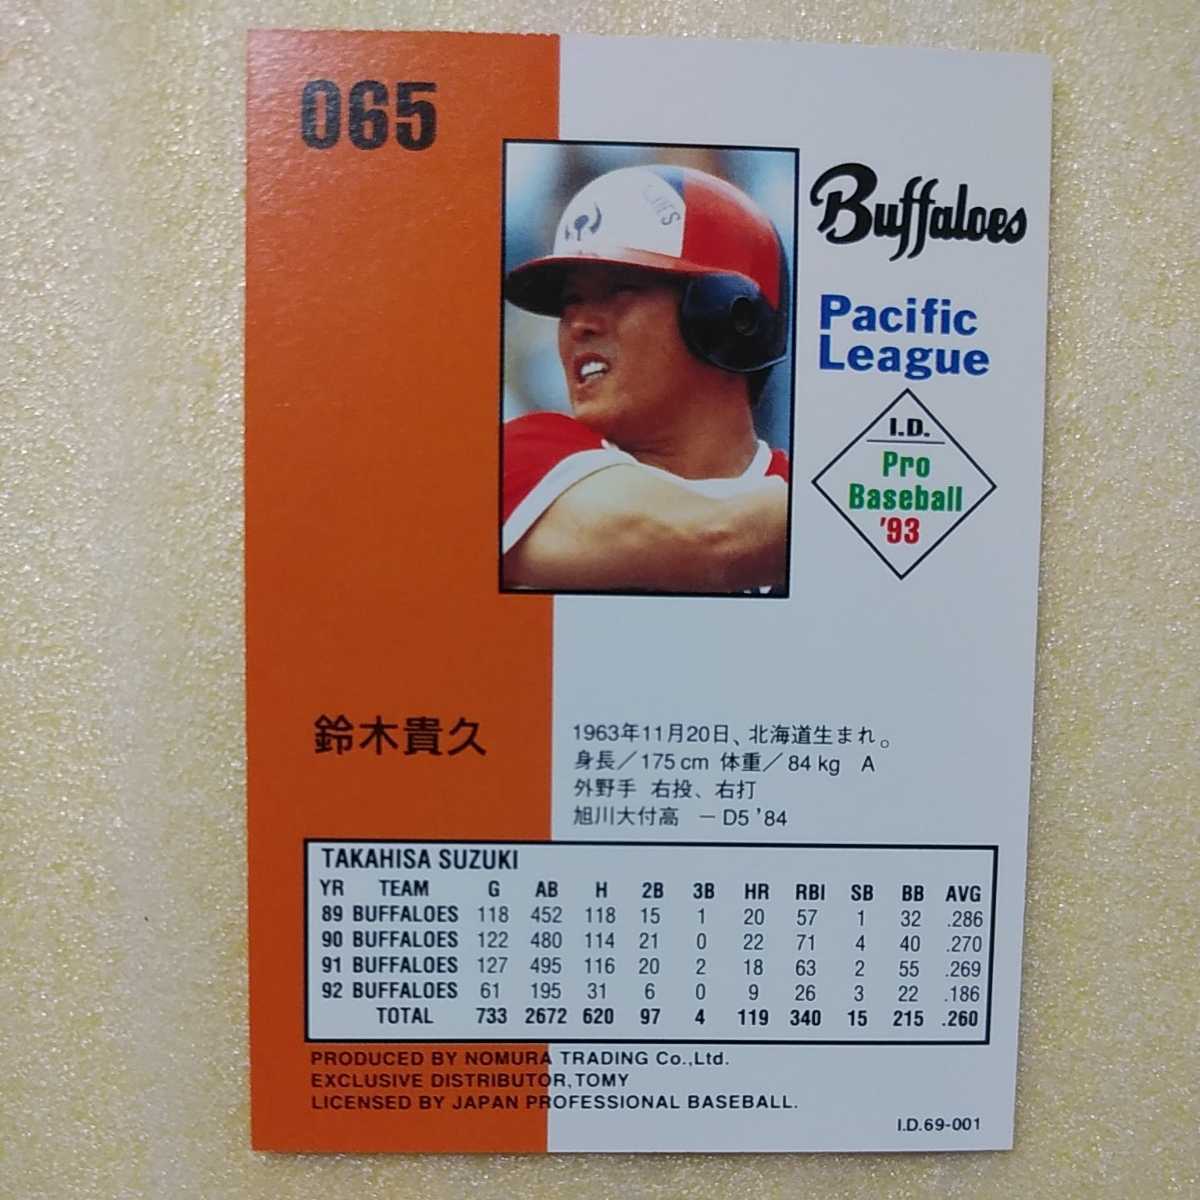 065
Buffaloes
Pacific
League
I.D.
Pro
Baseball
'93
鈴木貴久
1963年11月20日、北海道生まれ。
身長／175cm 体重／84kg A
外野手 右投、右打
旭川大付高 －D5 '84
TAKAHISA SUZUKI
YR TEAM G AB H 2B 3B HR RBI SB BB AVG
89 BUFFALOES 118 452 118 15 1 20 57 1 32 .286
90 BUFFALOES 122 480 114 21 0 22 71 4 40 .270
91 BUFFALOES 127 495 116 20 2 18 63 2 55 .269
92 BUFFALOES 61 195 31 6 0 9 26 3 22 .186
TOTAL 733 2672 620 97 4 119 340 15 215 .260
PRODUCED BY NOMURA TRADING Co.,Ltd.
EXCLUSIVE DISTRIBUTOR,TOMY
LICENSED BY JAPAN PROFESSIONAL BASEBALL.
I.D.69-001